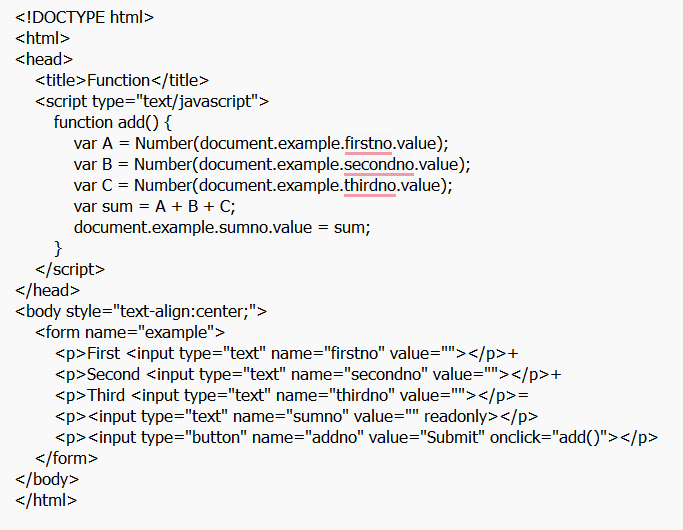 <!DOCTYPE html>
<html>
<head>
<title>Function</title>
<script type="text/javascript">
function add() {
var A = Number(document.example.firstno.value);
var B = Number(document.example.secondno.value);
var C = Number(document.example.thirdno.value);
var sum = A + B + C;
document.example.sumno.value = sum;
}
</script>
</head>
<body style="text-align:center;">
<form name="example">
<p>First <input type="text" name="firstno" value=""></p>+
<p>Second <input type="text" name="secondno" value=""></p>+
<p>Third <input type="text" name="thirdno" value=""></p>=
<p><input type="text" name="sumno" value="" readonly></p>
<p><input type="button" name="addno" value="Submit" onclick="add()"></p>
</form>
</body>
</html>